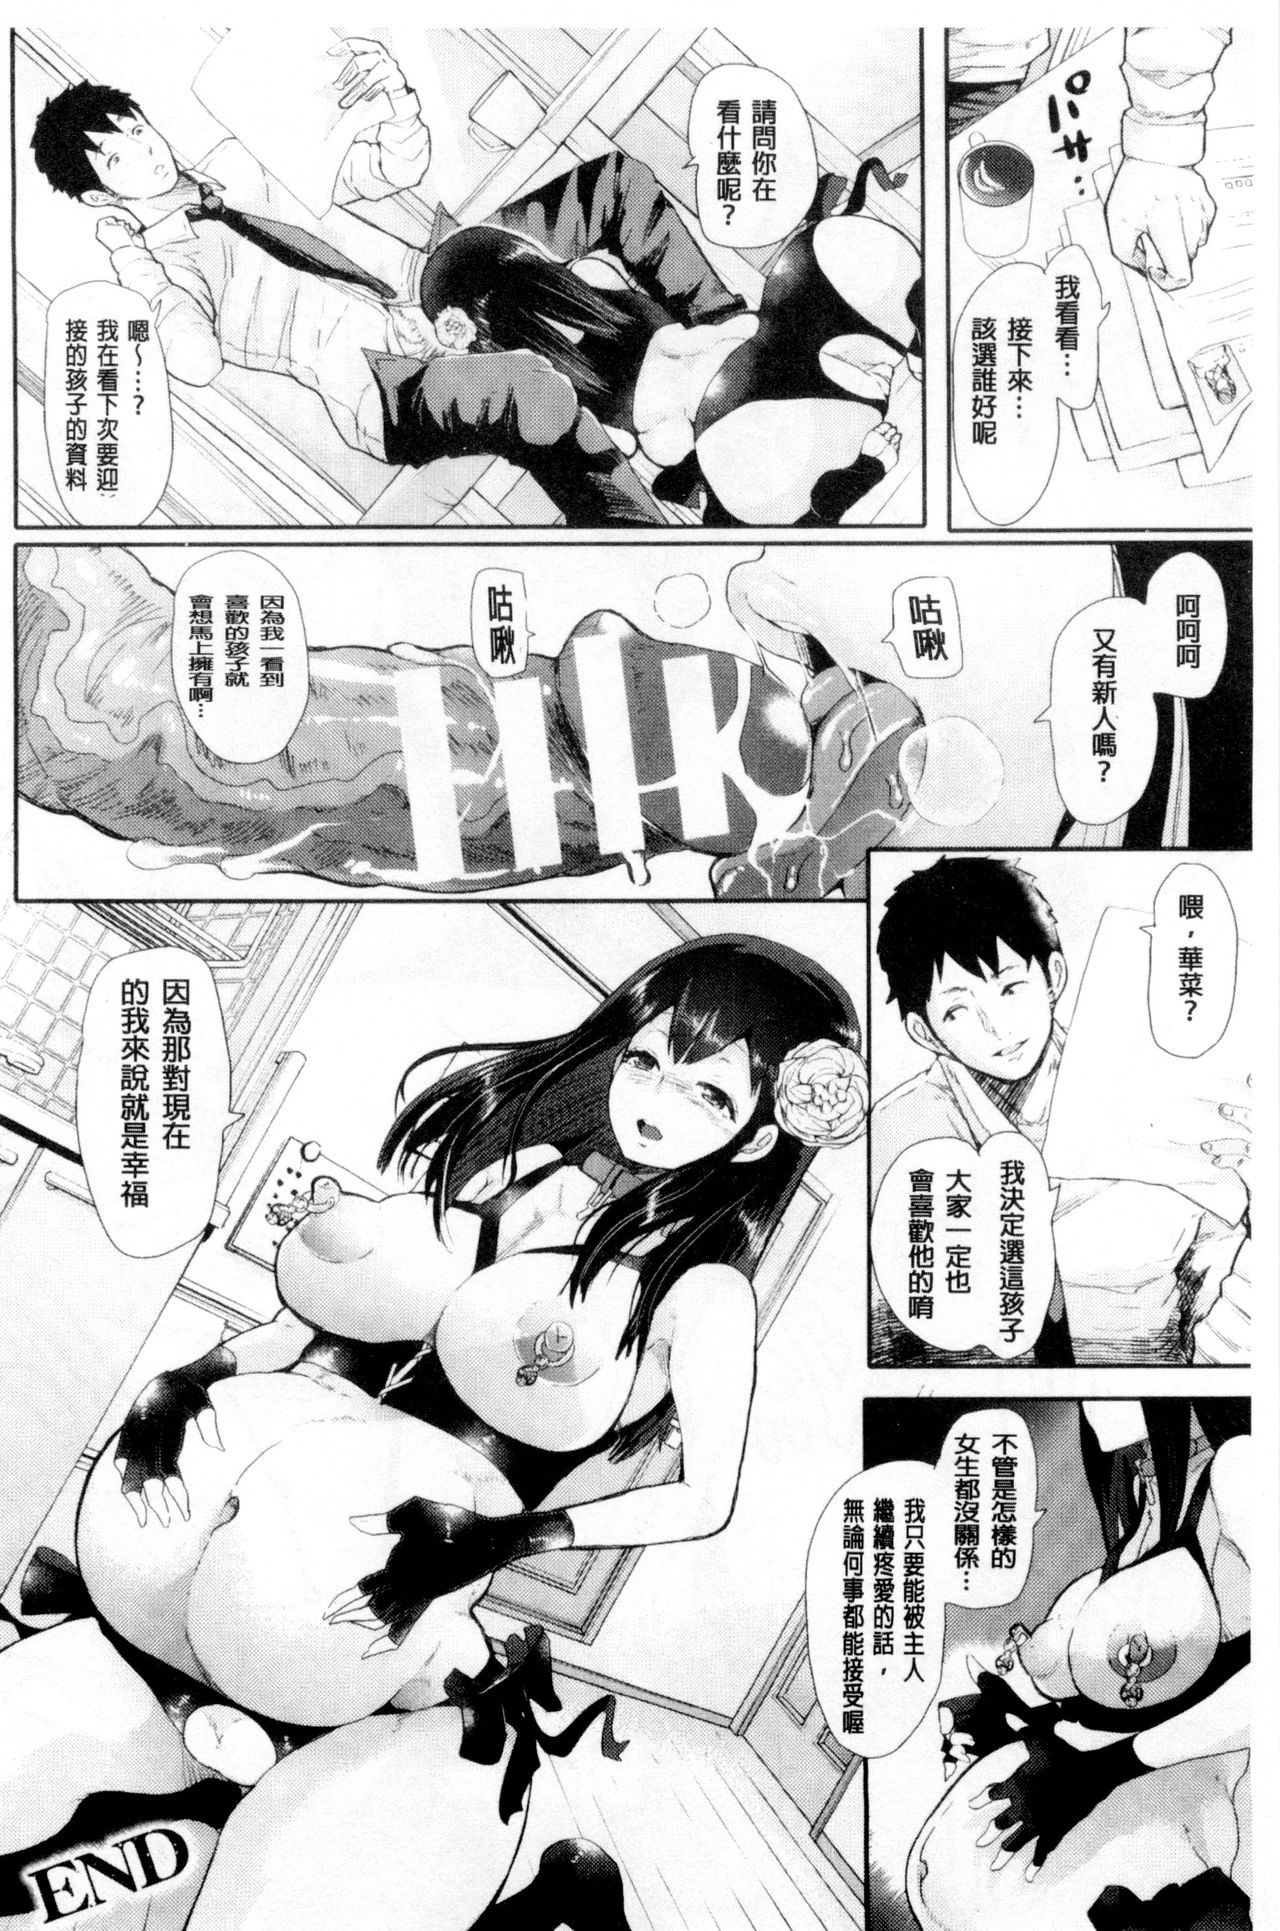 パサ…
我看看…
接下來…
該選誰好呢
請問你在
看什麼呢？
嗯～…？
我在看下次要迎
接的孩子的資料
呵呵呵
又有新人嗎？
咕啾
咕啾
因為我一看到
喜歡的孩子就
會想馬上擁有啊…
喂，華菜？
我決定選這孩子
大家一定也
會喜歡他的唷
不管是怎樣的
女生都沒關係…
我只要能被主人
繼續疼愛的話，
無論何事都能接受喔
因為那對現在
的我來說就是幸福
END